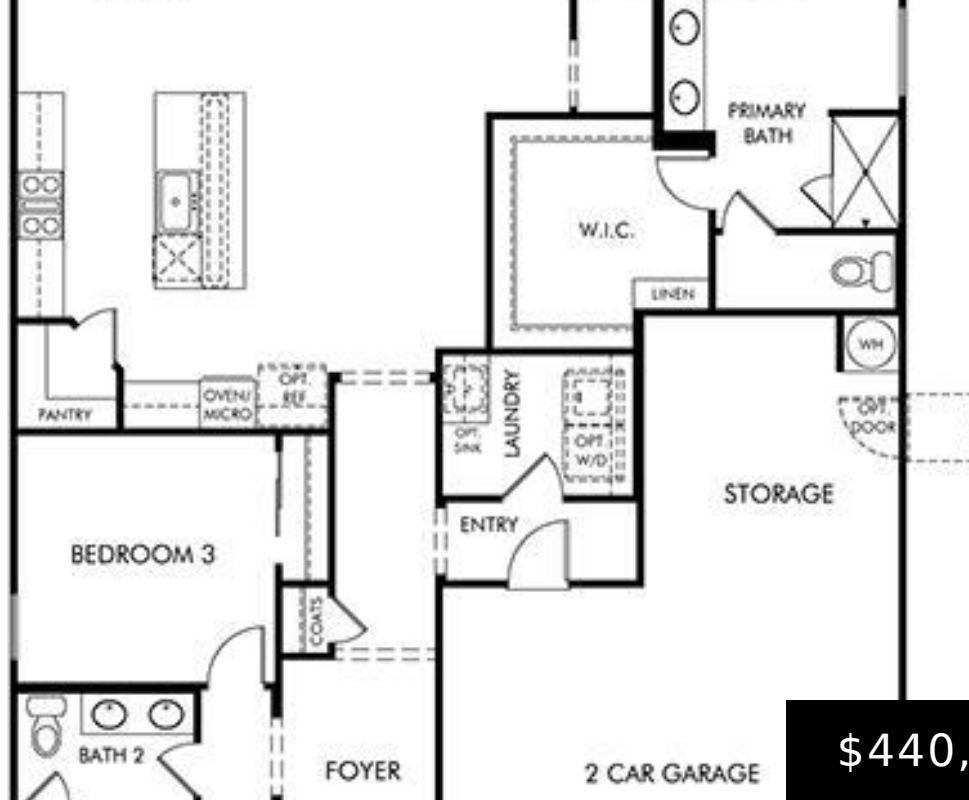 PRIMARY
BATH
W.I.C.
LINEN
WH
OPT.
REF.
OVEN/
MICRO
PANTRY
OPT.
SINK
LAUNDRY
OPT.
W/D
OPT.
DOOR
STORAGE
ENTRY
BEDROOM 3
COATS
BATH 2
FOYER
2 CAR GARAGE
$440,